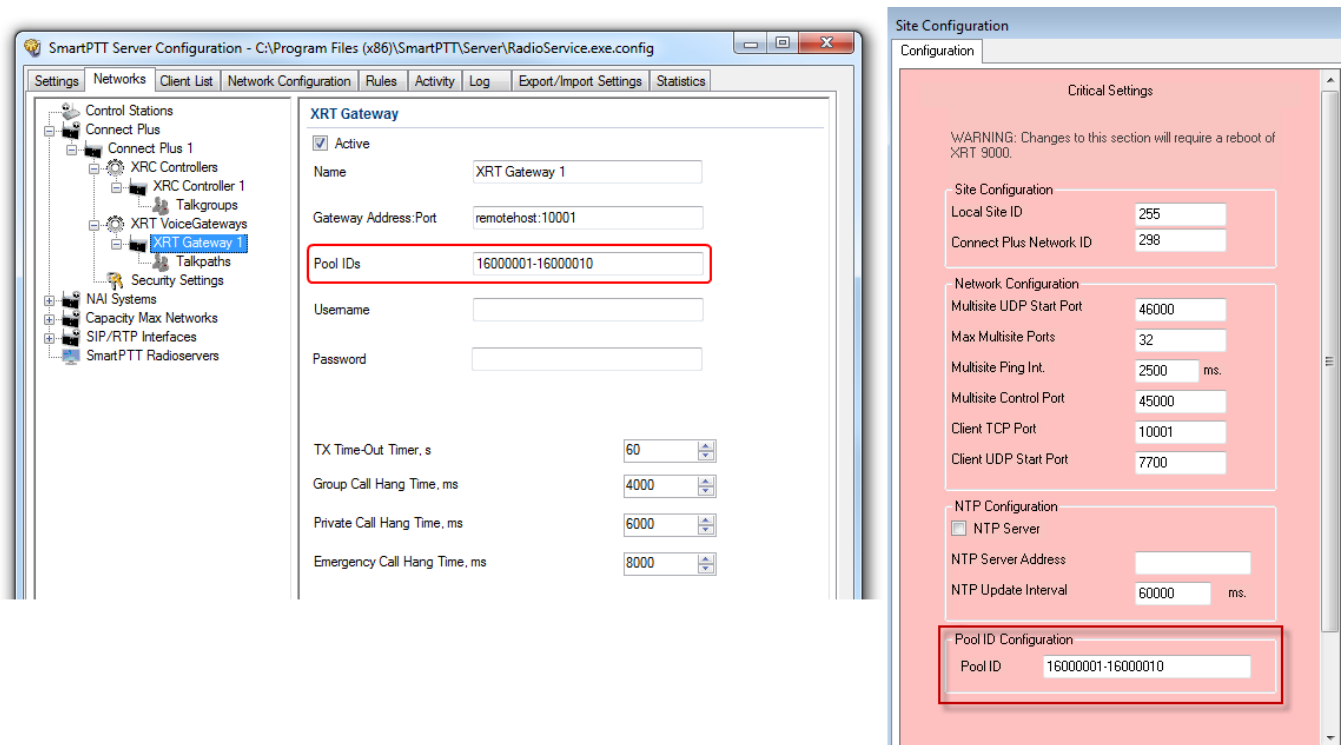 SmartPTT Server Configuration - C:\Program Files (x86)\SmartPTT\Server\RadioService.exe.config
Settings Networks Client List Network Configuration Rules Activity Log Export/Import Settings Statistics
Control Stations
Connect Plus
Connect Plus 1
XRC Controllers
XRC Controller 1
Talkgroups
XRT VoiceGateways
XRT Gateway 1
Talkpaths
Security Settings
NAI Systems
Capacity Max Networks
SIP/RTP Interfaces
SmartPTT Radioservers
XRT Gateway
Active
Name XRT Gateway 1
Gateway Address:Port remotehost:10001
Pool IDs 16000001-16000010
Username
Password
TX Time-Out Timer, s 60
Group Call Hang Time, ms 4000
Private Call Hang Time, ms 6000
Emergency Call Hang Time, ms 8000
Site Configuration
Configuration
Critical Settings
WARNING: Changes to this section will require a reboot of
XRT 9000.
Site Configuration
Local Site ID 255
Connect Plus Network ID 298
Network Configuration
Multisite UDP Start Port 46000
Max Multisite Ports 32
Multisite Ping Int. 2500 ms.
Multisite Control Port 45000
Client TCP Port 10001
Client UDP Start Port 7700
NTP Configuration
NTP Server
NTP Server Address
NTP Update Interval 60000 ms.
Pool ID Configuration
Pool ID 16000001-16000010